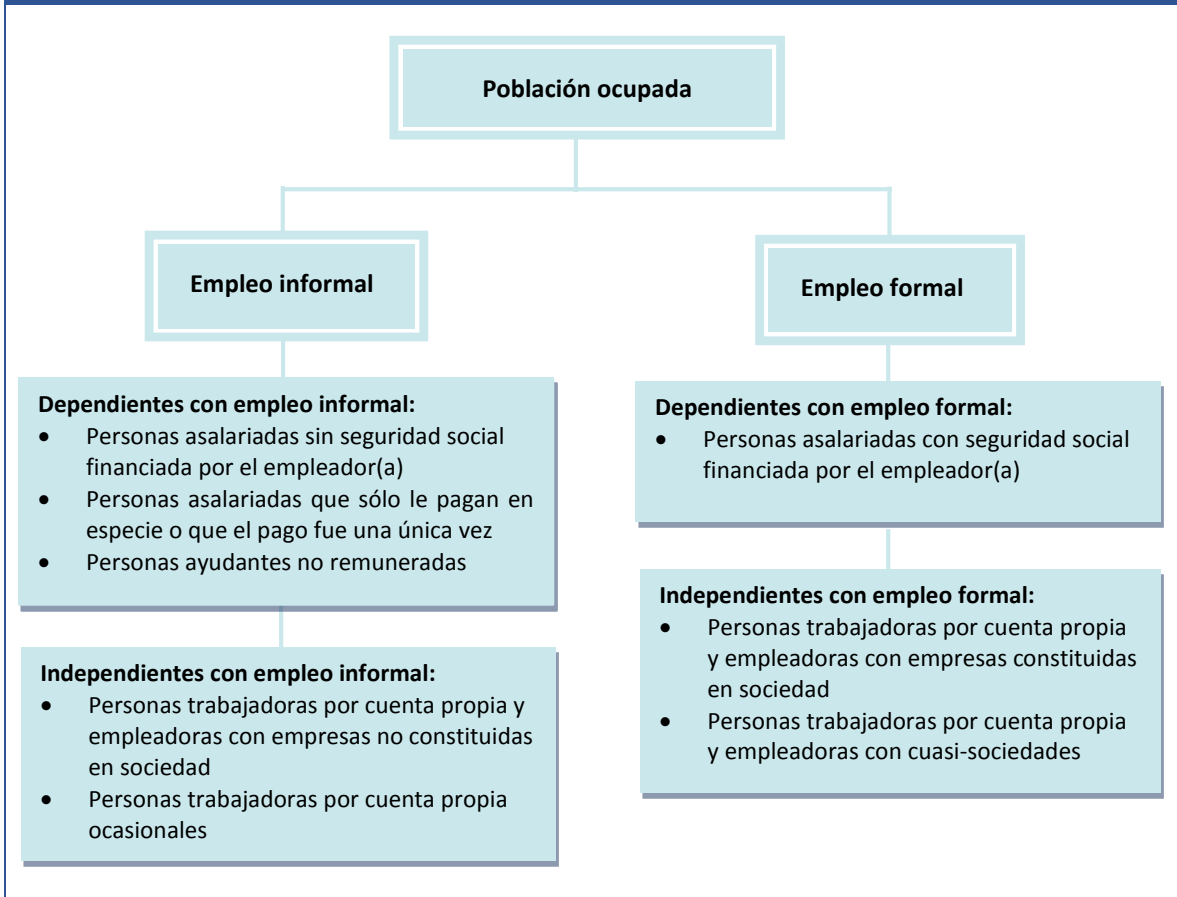 Población ocupada
Empleo informal
Empleo formal
Dependientes con empleo informal:
• Personas asalariadas sin seguridad social
financiada por el empleador(a)
• Personas asalariadas que sólo le pagan en
especie o que el pago fue una única vez
• Personas ayudantes no remuneradas
Independientes con empleo informal:
• Personas trabajadoras por cuenta propia y
empleadoras con empresas no constituidas
en sociedad
• Personas trabajadoras por cuenta propia
ocasionales
Dependientes con empleo formal:
• Personas asalariadas con seguridad social
financiada por el empleador(a)
Independientes con empleo formal:
• Personas trabajadoras por cuenta propia
y empleadoras con empresas constituidas
en sociedad
• Personas trabajadoras por cuenta propia
y empleadoras con cuasi-sociedades